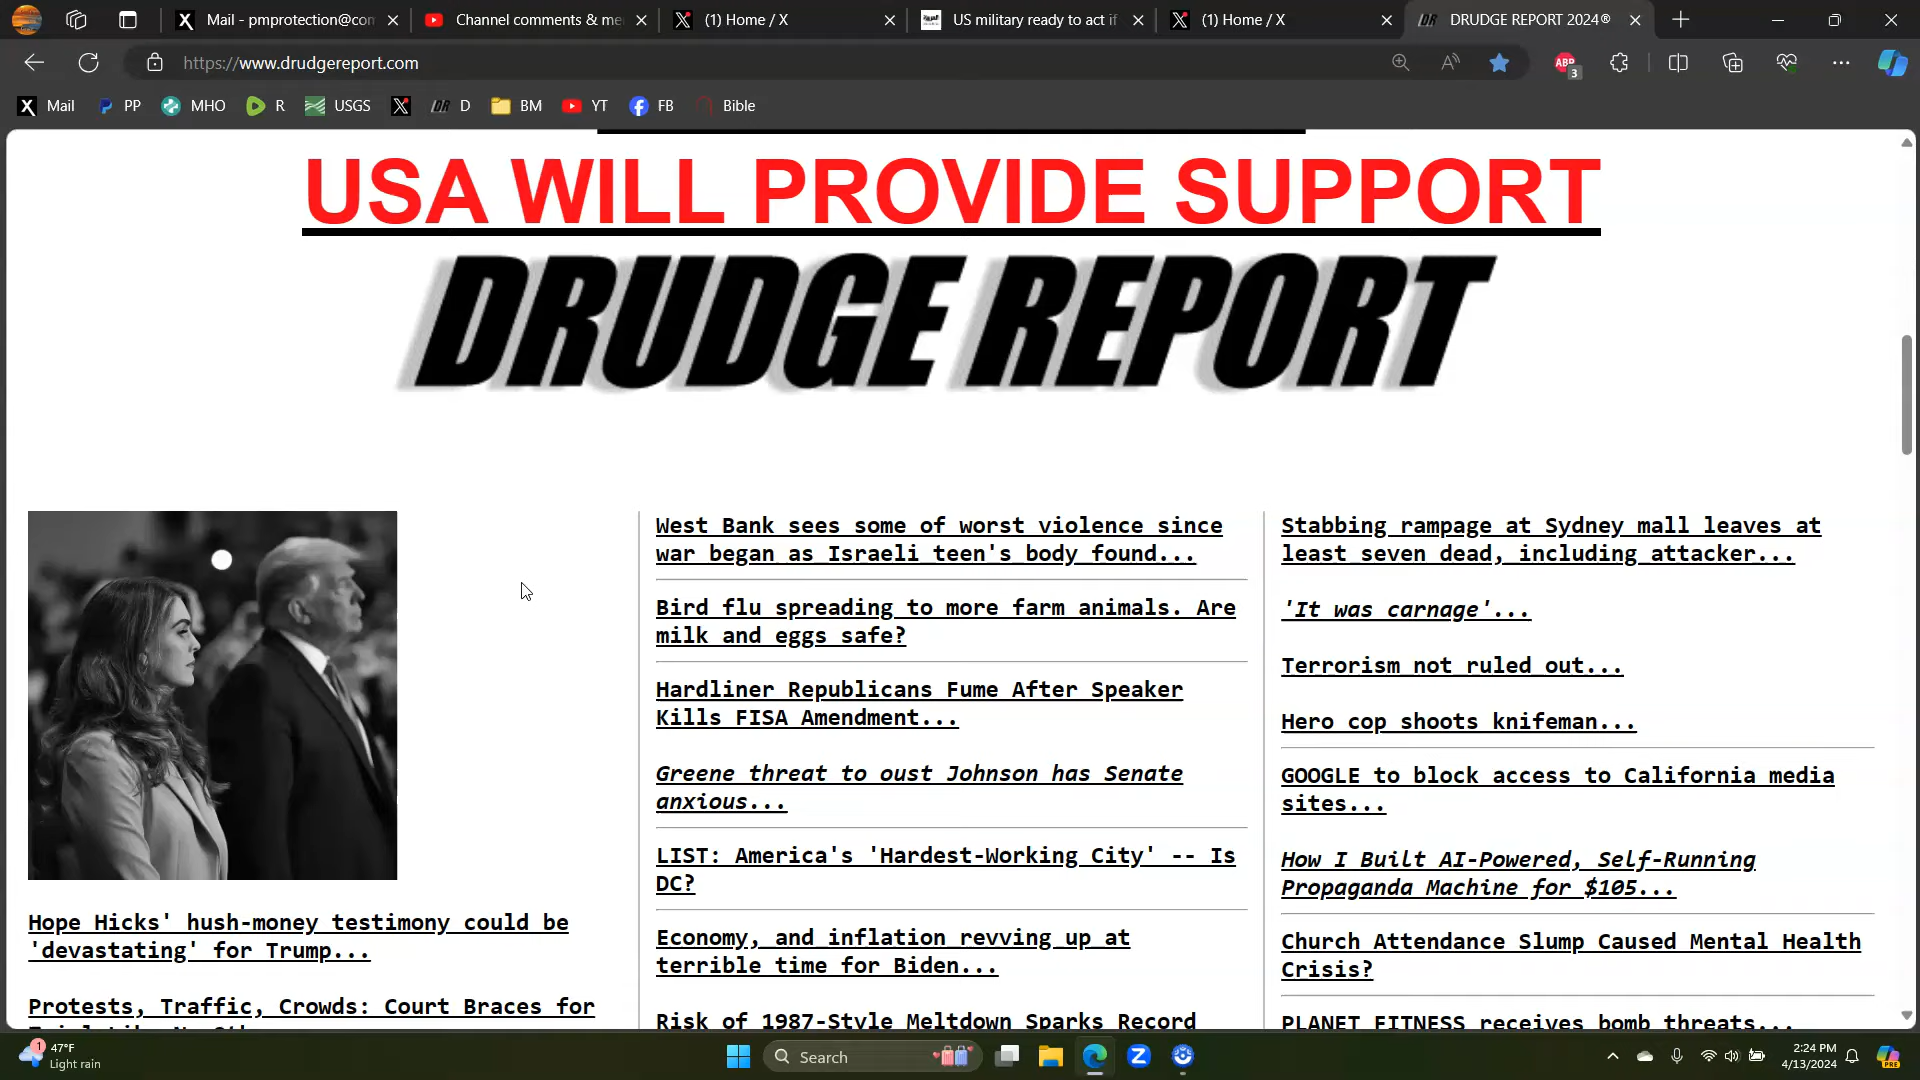 Mail - pmprotection@con
Channel comments & me
(1) Home / X
US military ready to act if
(1) Home / X
DRUDGE REPORT 2024®
https://www.drudgereport.com
ABP
3
Mail
PP
MHO
R
USGS
DR D
BM
YT
FB
Bible
USA WILL PROVIDE SUPPORT
DRUDGE REPORT
Hope Hicks' hush-money testimony could be
'devastating' for Trump...
Protests, Traffic, Crowds: Court Braces for
West Bank sees some of worst violence since
war began as Israeli teen's body found...
Bird flu spreading to more farm animals. Are
milk and eggs safe?
Hardliner Republicans Fume After Speaker
Kills FISA Amendment...
Greene threat to oust Johnson has Senate
anxious...
LIST: America's 'Hardest-Working City' -- Is
DC?
Economy, and inflation revving up at
terrible time for Biden...
Risk of 1987-Style Meltdown Sparks Record
Stabbing rampage at Sydney mall leaves at
least seven dead, including attacker...
'It was carnage'...
Terrorism not ruled out...
Hero cop shoots knifeman...
GOOGLE to block access to California media
sites...
How I Built AI-Powered, Self-Running
Propaganda Machine for $105...
Church Attendance Slump Caused Mental Health
Crisis?
PLANET FITNESS receives bomb threats...
1
47°F
Light rain
Search
2:24 PM
4/13/2024
PRE